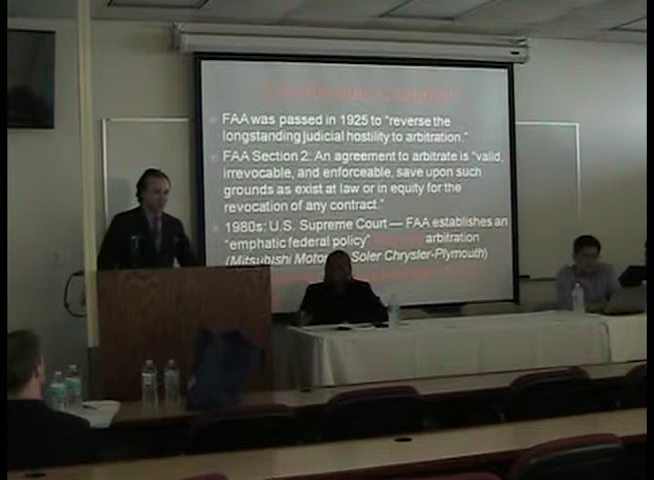 FAA was passed in 1925 to “reverse the
longstanding judicial hostility to arbitration.”
FAA Section 2: An agreement to arbitrate is “valid,
irrevocable, and enforceable, save upon such
grounds as exist at law or in equity for the
revocation of any contract.”
1980s: U.S. Supreme Court — FAA establishes an
“emphatic federal policy” arbitration
(Mitsubishi Soler Chrysler-Plymouth)